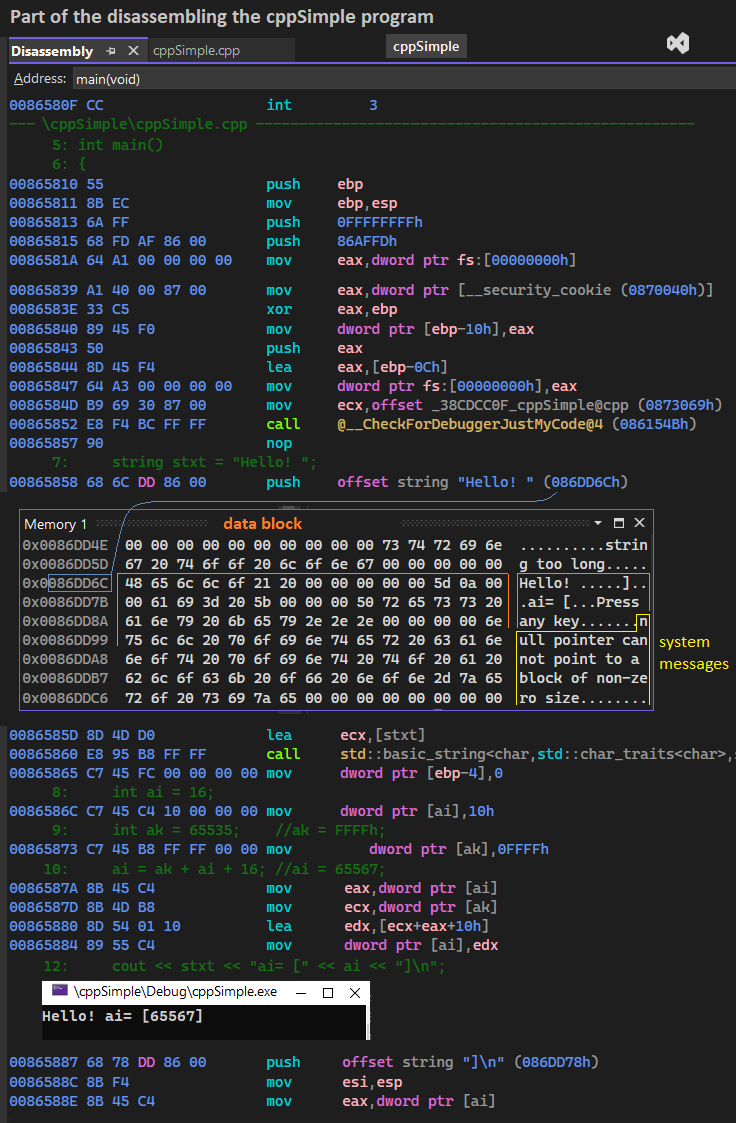 Part of the disassembling the cppSimple program
Disassembly cppSimple.cpp cppSimple
Address: main(void)
0086580F CC int 3
--- \cppSimple\cppSimple.cpp ---------------------------------------------------
5: int main()
6: {
00865810 55 push ebp
00865811 8B EC mov ebp,esp
00865813 6A FF push 0FFFFFFFFh
00865815 68 FD AF 86 00 push 86AFFDh
0086581A 64 A1 00 00 00 00 mov eax,dword ptr fs:[00000000h]
00865839 A1 40 00 87 00 mov eax,dword ptr [__security_cookie (0870040h)]
0086583E 33 C5 xor eax,ebp
00865840 89 45 F0 mov dword ptr [ebp-10h],eax
00865843 50 push eax
00865844 8D 45 F4 lea eax,[ebp-0Ch]
00865847 64 A3 00 00 00 00 mov dword ptr fs:[00000000h],eax
0086584D B9 69 30 87 00 mov ecx,offset _38CDCC0F_cppSimple@cpp (0873069h)
00865852 E8 F4 BC FF FF call @__CheckForDebuggerJustMyCode@4 (086154Bh)
00865857 90 nop
7: string stxt = "Hello! ";
00865858 68 6C DD 86 00 push offset string "Hello! " (086DD6Ch)
Memory 1 data block
0x0086DD4E 00 00 00 00 00 00 00 00 00 00 73 74 72 69 6e ..........strin
0x0086DD5D 67 20 74 6f 6f 20 6c 6f 6e 67 00 00 00 00 00 g too long.....
0x0086DD6C 48 65 6c 6c 6f 21 20 00 00 00 00 00 5d 0a 00 Hello! .....]..
0x0086DD7B 00 61 69 3d 20 5b 00 00 00 50 72 65 73 73 20 .ai= [...Press
0x0086DD8A 61 6e 79 20 6b 65 79 2e 2e 2e 00 00 00 00 6e any key.......n
0x0086DD99 75 6c 6c 20 70 6f 69 6e 74 65 72 20 63 61 6e ull pointer can
0x0086DDA8 6e 6f 74 20 70 6f 69 6e 74 20 74 6f 20 61 20 not point to a
0x0086DDB7 62 6c 6f 63 6b 20 6f 66 20 6e 6f 6e 2d 7a 65 block of non-ze
0x0086DDC6 72 6f 20 73 69 7a 65 00 00 00 00 00 00 00 00 ro size........
system
messages
0086585D 8D 4D D0 lea ecx,[stxt]
00865860 E8 95 B8 FF FF call std::basic_string<char,std::char_traits<char>,
00865865 C7 45 FC 00 00 00 00 mov dword ptr [ebp-4],0
8: int ai = 16;
0086586C C7 45 C4 10 00 00 00 mov dword ptr [ai],10h
9: int ak = 65535; //ak = FFFFh;
00865873 C7 45 B8 FF FF 00 00 mov dword ptr [ak],0FFFFh
10: ai = ak + ai + 16; //ai = 65567;
0086587A 8B 45 C4 mov eax,dword ptr [ai]
0086587D 8B 4D B8 mov ecx,dword ptr [ak]
00865880 8D 54 01 10 lea edx,[ecx+eax+10h]
00865884 89 55 C4 mov dword ptr [ai],edx
12: cout << stxt << "ai= [" << ai << "]\n";
\cppSimple\Debug\cppSimple.exe
Hello! ai= [65567]
00865887 68 78 DD 86 00 push offset string "]\n" (086DD78h)
0086588C 8B F4 mov esi,esp
0086588E 8B 45 C4 mov eax,dword ptr [ai]